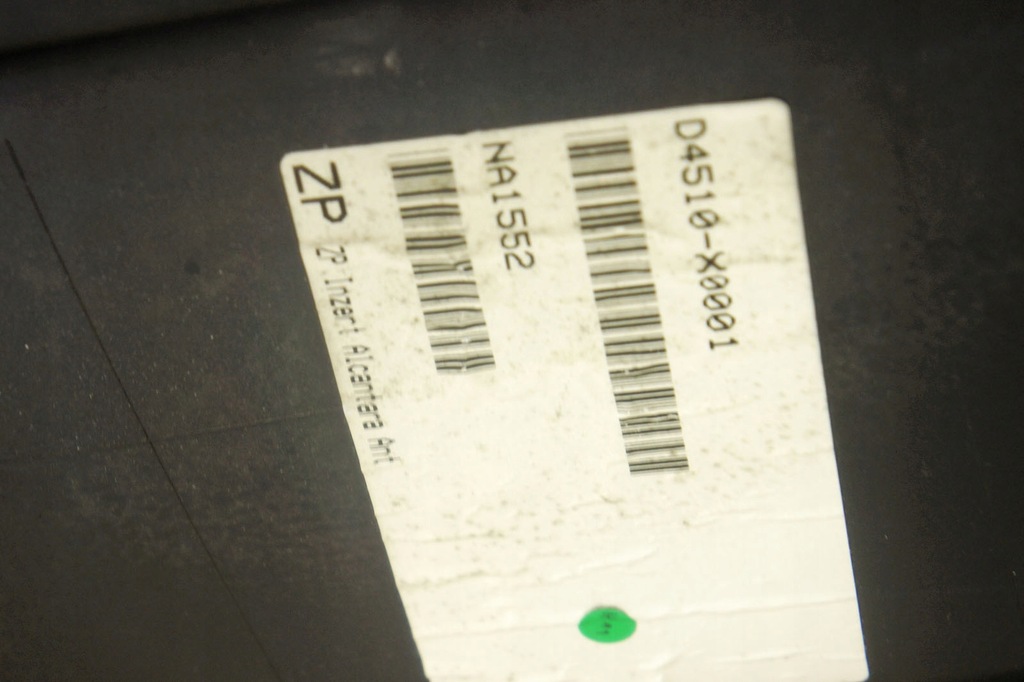 D4510-X0001
NA1552
ZP ZP Inzert Alcantara Ant